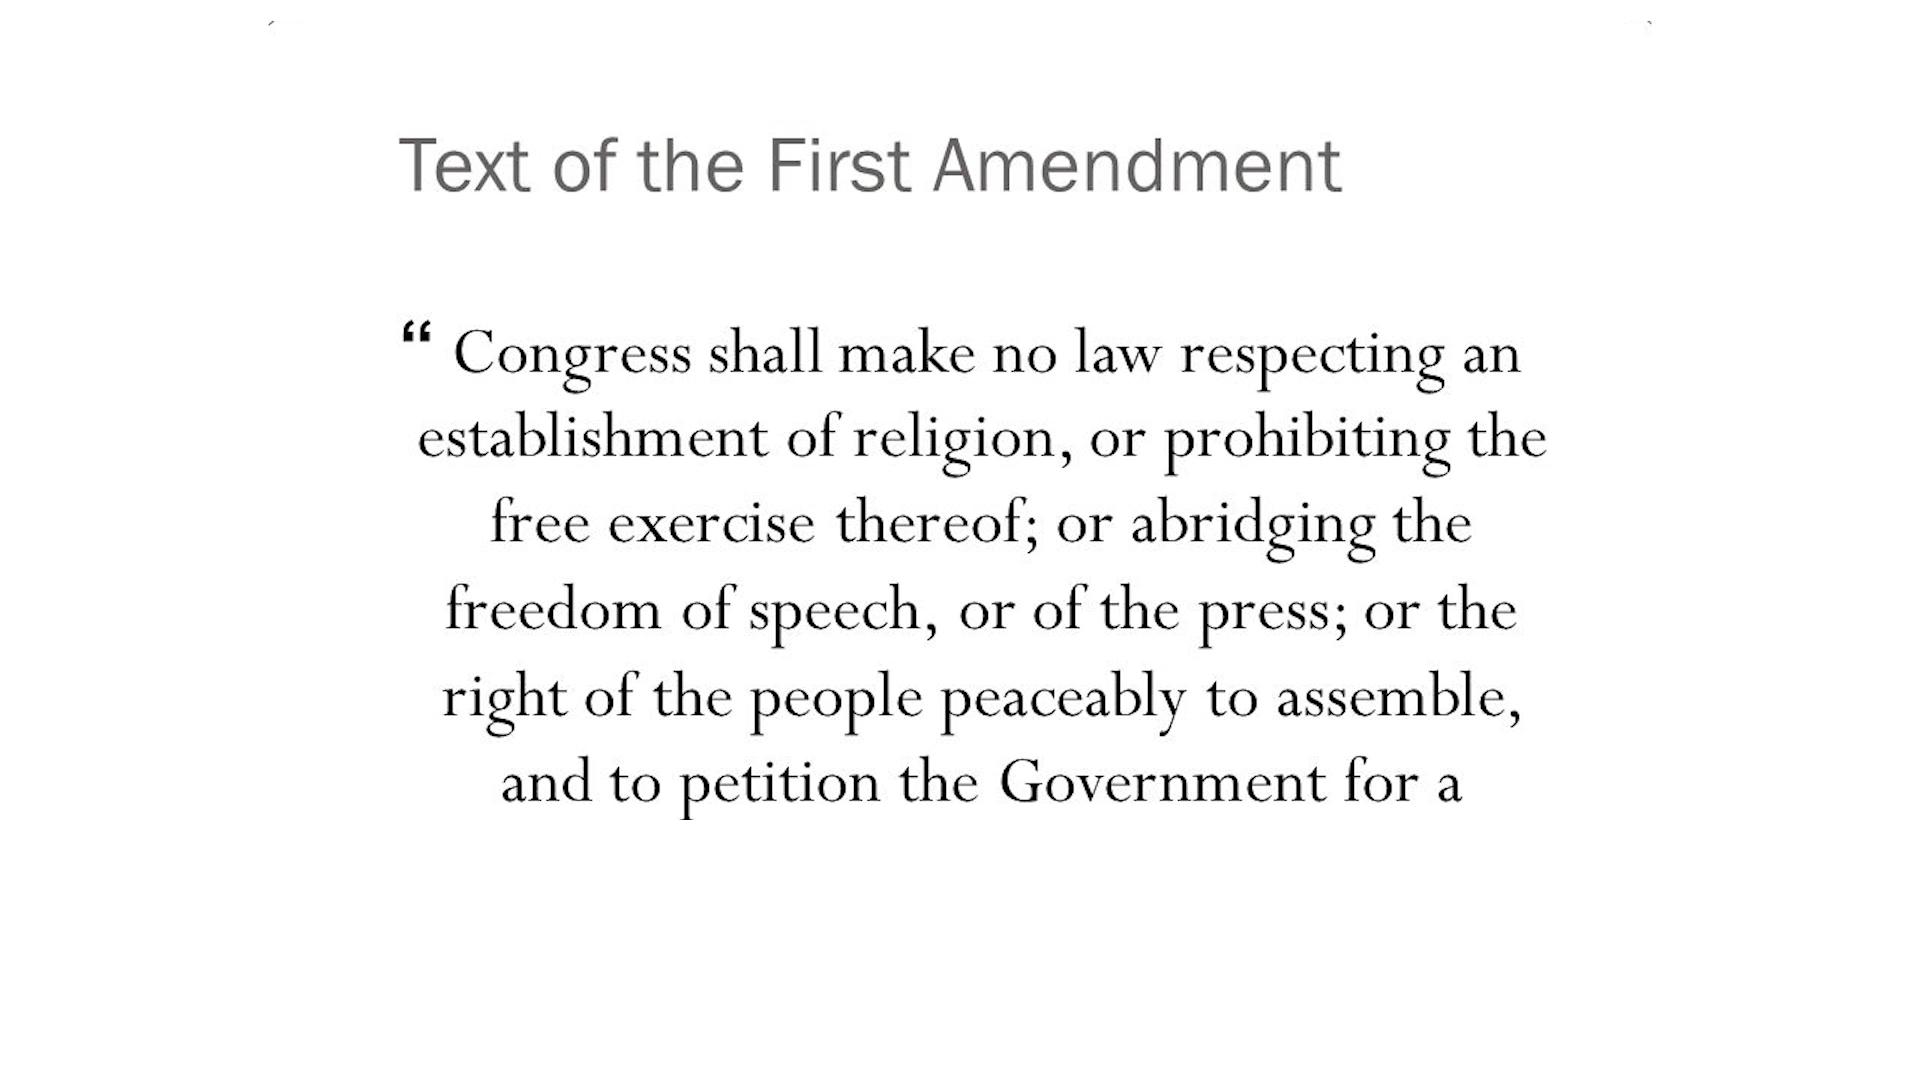 Text of the First Amendment
“ Congress shall make no law respecting an
establishment of religion, or prohibiting the
free exercise thereof; or abridging the
freedom of speech, or of the press; or the
right of the people peaceably to assemble,
and to petition the Government for a